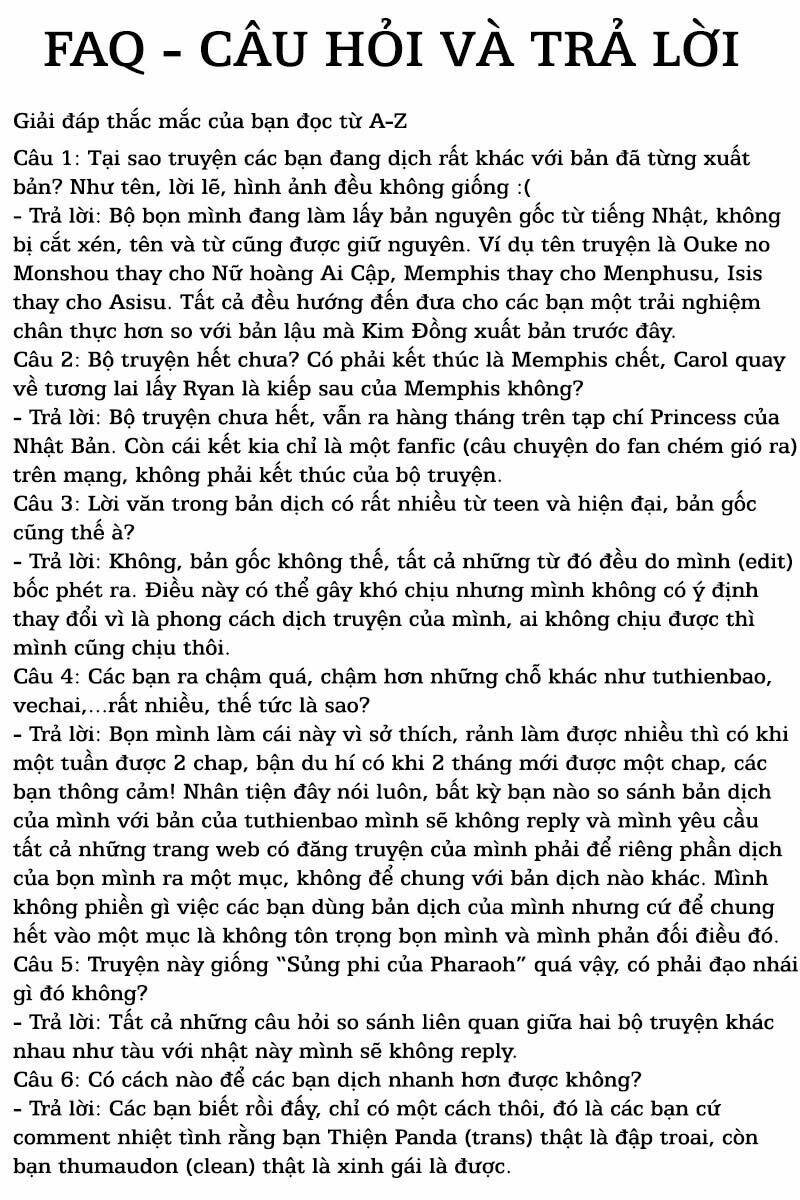 FAQ - CÂU HỎI VÀ TRẢ LỜI
Giải đáp thắc mắc của bạn đọc từ A-Z
Câu 1: Tại sao truyện các bạn đang dịch rất khác với bản đã từng xuất
bản? Như tên, lời lẽ, hình ảnh đều không giống :(
- Trả lời: Bộ bọn mình đang làm lấy bản nguyên gốc từ tiếng Nhật, không
bị cắt xén, tên và từ cũng được giữ nguyên. Ví dụ tên truyện là Ouke no
Monshou thay cho Nữ hoàng Ai Cập, Memphis thay cho Menphusu, Isis
thay cho Asisu. Tất cả đều hướng đến đưa cho các bạn một trải nghiệm
chân thực hơn so với bản lậu mà Kim Đồng xuất bản trước đây.
Câu 2: Bộ truyện hết chưa? Có phải kết thúc là Memphis chết, Carol quay
về tương lai lấy Ryan là kiếp sau của Memphis không?
- Trả lời: Bộ truyện chưa hết, vẫn ra hàng tháng trên tạp chí Princess của
Nhật Bản. Còn cái kết kia chỉ là một fanfic (câu chuyện do fan chém gió ra)
trên mạng, không phải kết thúc của bộ truyện.
Câu 3: Lời văn trong bản dịch có rất nhiều từ teen và hiện đại, bản gốc
cũng thế à?
- Trả lời: Không, bản gốc không thế, tất cả những từ đó đều do mình (edit)
bốc phét ra. Điều này có thể gây khó chịu nhưng mình không có ý định
thay đổi vì là phong cách dịch truyện của mình, ai không chịu được thì
mình cũng chịu thôi.
Câu 4: Các bạn ra chậm quá, chậm hơn những chỗ khác như tuthienbao,
vechai,...rất nhiều, thế tức là sao?
- Trả lời: Bọn mình làm cái này vì sở thích, rảnh làm được nhiều thì có khi
một tuần được 2 chap, bận du hí có khi 2 tháng mới được một chap, các
bạn thông cảm! Nhân tiện đây nói luôn, bất kỳ bạn nào so sánh bản dịch
của mình với bản của tuthienbao mình sẽ không reply và mình yêu cầu
tất cả những trang web có đăng truyện của mình phải để riêng phần dịch
của bọn mình ra một mục, không để chung với bản dịch nào khác. Mình
không phiền gì việc các bạn dùng bản dịch của mình nhưng cứ để chung
hết vào một mục là không tôn trọng bọn mình và mình phản đối điều đó.
Câu 5: Truyện này giống “Sủng phi của Pharaoh” quá vậy, có phải đạo nhái
gì đó không?
- Trả lời: Tất cả những câu hỏi so sánh liên quan giữa hai bộ truyện khác
nhau như tàu với nhật này mình sẽ không reply.
Câu 6: Có cách nào để các bạn dịch nhanh hơn được không?
- Trả lời: Các bạn biết rồi đấy, chỉ có một cách thôi, đó là các bạn cứ
comment nhiệt tình rằng bạn Thiện Panda (trans) thật là đập troai, còn
bạn thumaudon (clean) thật là xinh gái là được.